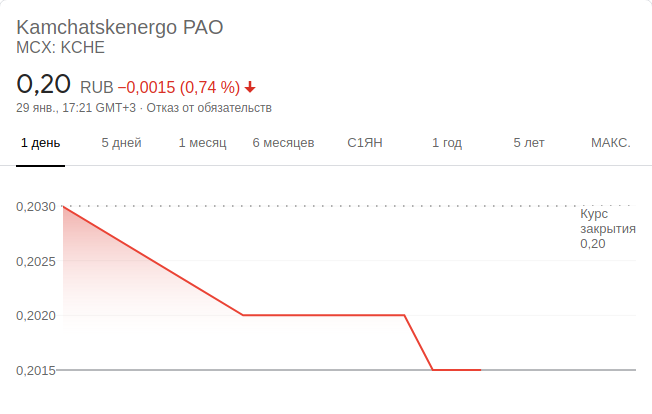 Kamchatskenergo PAO
MCX: KCHE
0,20 RUB −0,0015 (0,74 %)
29 янв., 17:21 GMT+3 · Отказ от обязательств
1 день 5 дней 1 месяц 6 месяцев С1ЯН 1 год 5 лет МАКС.
0,2030
Курс
закрытия
0,20
0,2025
0,2020
0,2015